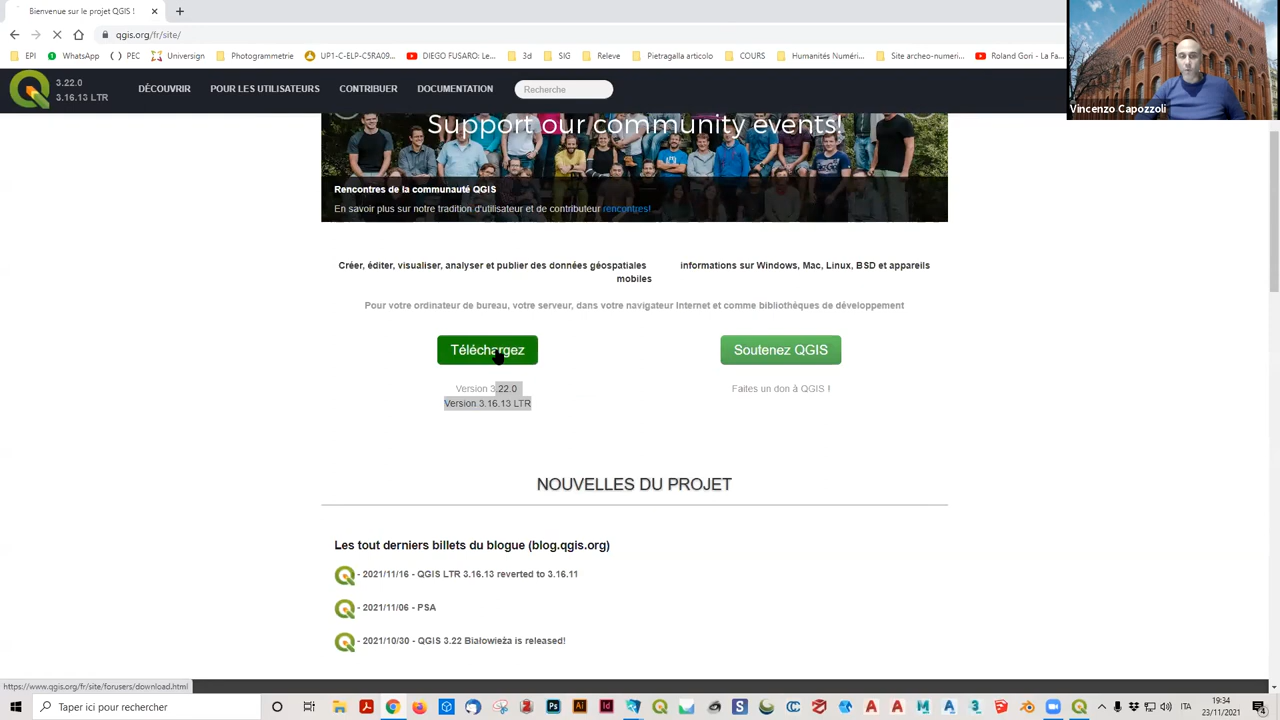 Bienvenue sur le projet QGIS !
qgis.org/fr/site/
EPI
WhatsApp
PEC
Universign
Photogrammetrie
UP1-C-ELP-C5RA09...
DIEGO FUSARO: Le...
3d
SIG
Releve
Pietragalla articolo
COURS
Humanités Numéri...
Site archeo-numeri...
Roland Gori - La Fa...
3.22.0
3.16.13 LTR
DÉCOUVRIR
POUR LES UTILISATEURS
CONTRIBUER
DOCUMENTATION
Recherche
Vincenzo Capozzoli
Support our community events!
Rencontres de la communauté QGIS
En savoir plus sur notre tradition d'utilisateur et de contributeur rencontres!
Créer, éditer, visualiser, analyser et publier des données géospatiales informations sur Windows, Mac, Linux, BSD et appareils
mobiles
Pour votre ordinateur de bureau, votre serveur, dans votre navigateur Internet et comme bibliothéques de développement
Téléchargez
Soutenez QGIS
Version 3.22.0
Faites un don à QGIS !
Version 3.16.13 LTR
NOUVELLES DU PROJET
Les tout derniers billets du blogue (blog.qgis.org)
- 2021/11/16 - QGIS LTR 3.16.13 reverted to 3.16.11
- 2021/11/06 - PSA
- 2021/10/30 - QGIS 3.22 Białowieża is released!
https://www.qgis.org/fr/site/forusers/download.html
Taper ici pour rechercher
ITA
19:34
23/11/2021